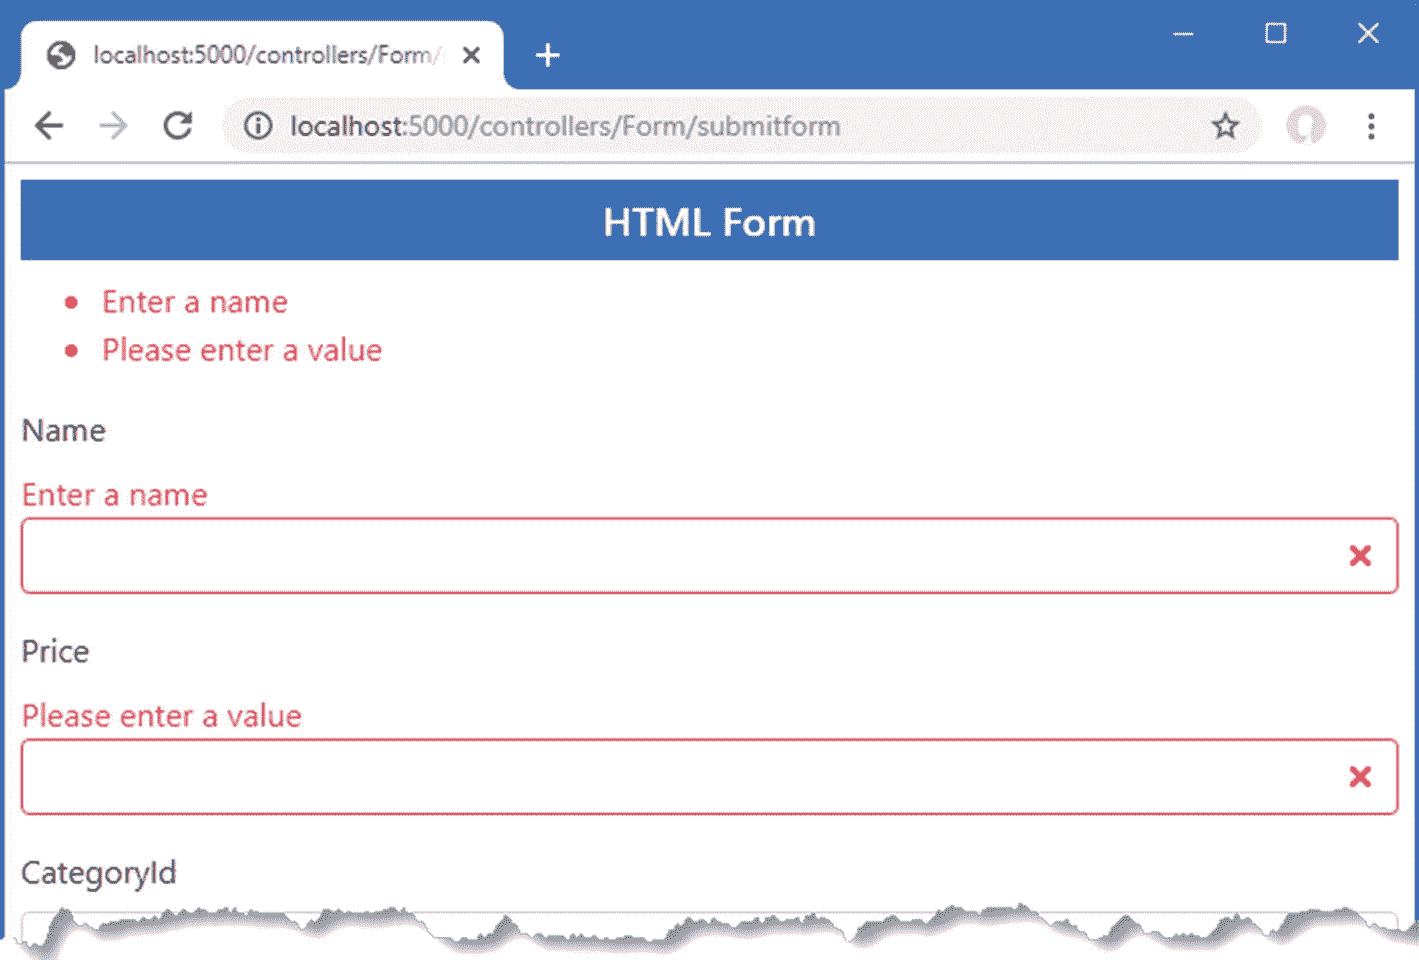 localhost:5000/controllers/Form/
localhost:5000/controllers/Form/submitform
HTML Form
Enter a name
Please enter a value
Name
Enter a name
Price
Please enter a value
CategoryId